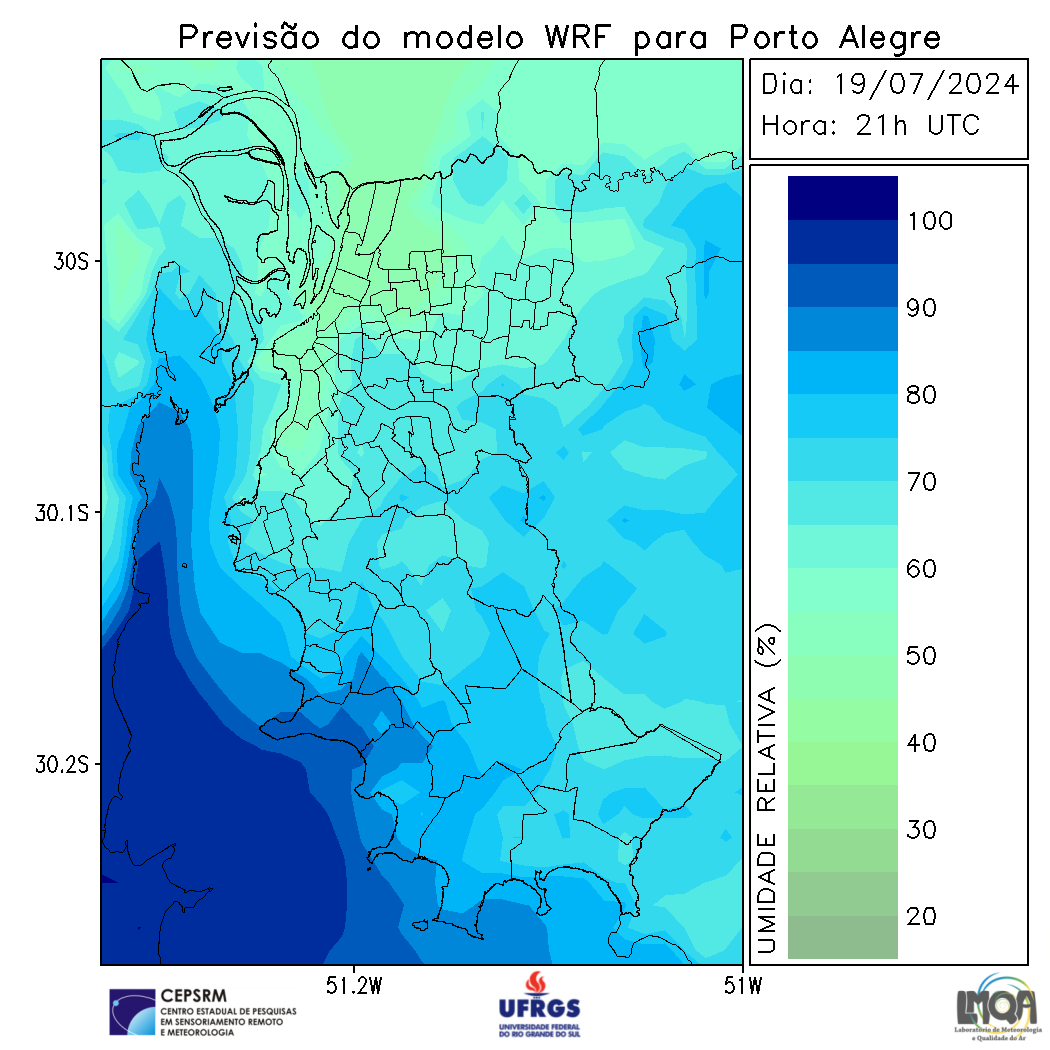 Previsão do modelo WRF para Porto Alegre
Dia: 19/07/2024
Hora: 21h UTC
30S
30.1S
30.2S
51.2W
51W
UMIDADE RELATIVA (%)
100
90
80
70
60
50
40
30
20
CEPSRM
CENTRO ESTADUAL DE PESQUISAS
EM SENSORIAMENTO REMOTO
E METEOROLOGIA
UFRGS
UNIVERSIDADE FEDERAL
DO RIO GRANDE DO SUL
LMQA
Laboratório de Meteorologia
e Qualidade do Ar